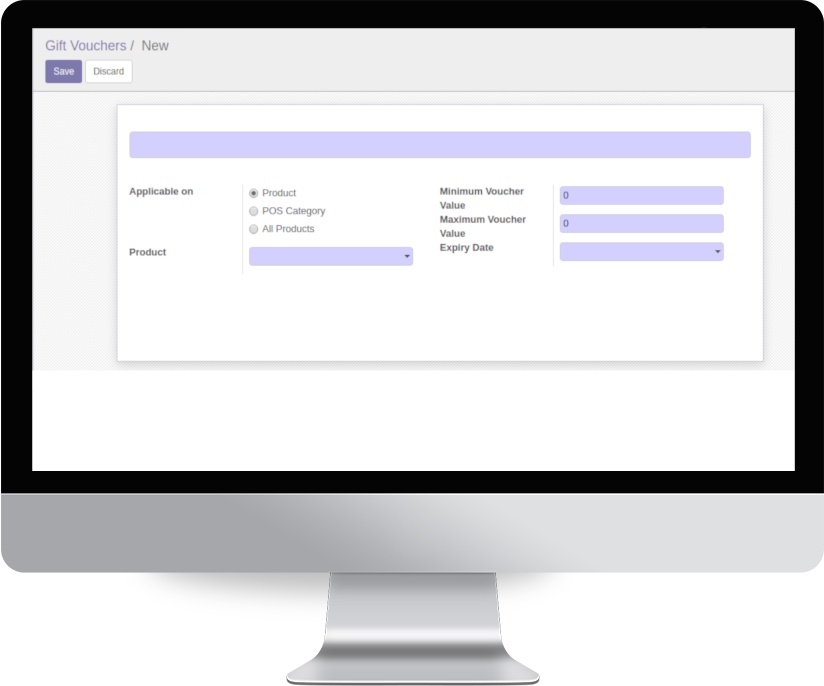 Gift Vouchers / New
Save Discard
Applicable on
Product
POS Category
All Products
Product
Minimum Voucher
Value
0
Maximum Voucher
Value
0
Expiry Date